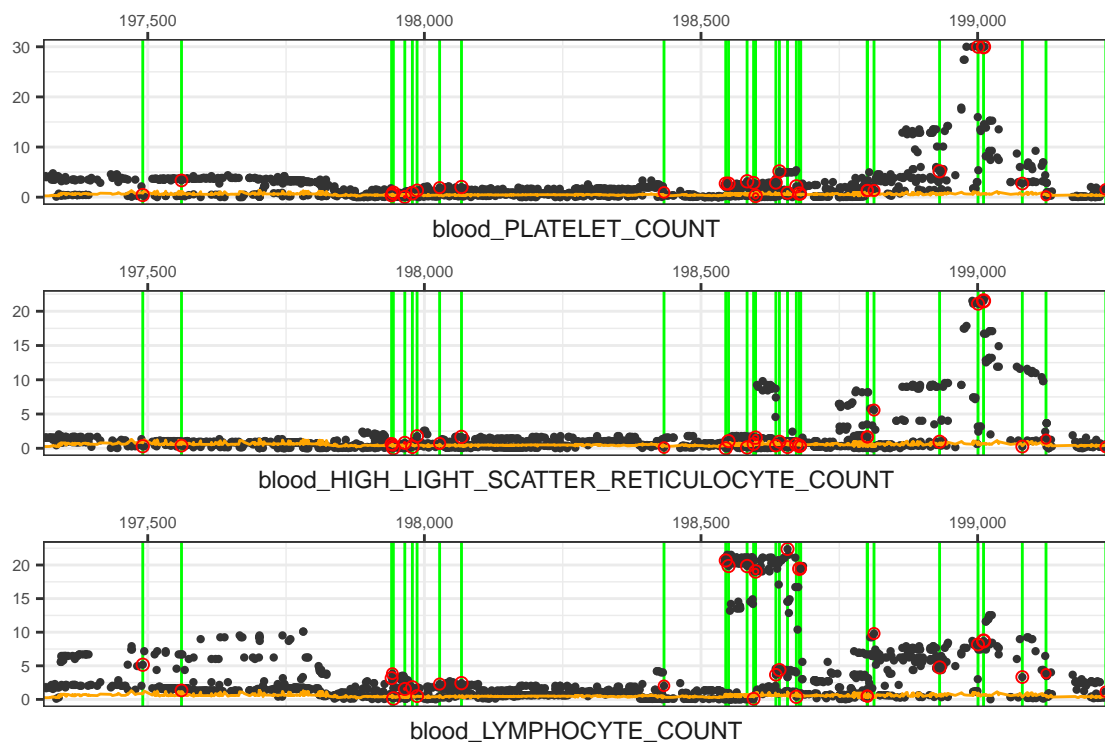 197,500 198,000 198,500 199,000
30
20
10
0
blood_PLATELET_COUNT
197,500 198,000 198,500 199,000
20
15
10
5
0
blood_HIGH_LIGHT_SCATTER_RETICULOCYTE_COUNT
197,500 198,000 198,500 199,000
20
15
10
5
0
blood_LYMPHOCYTE_COUNT